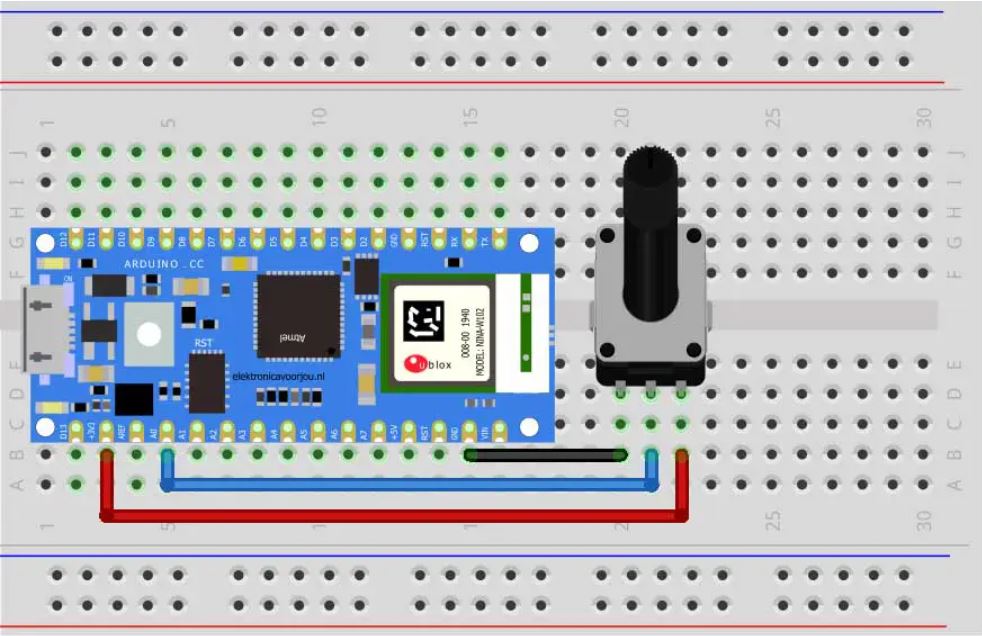 1 5 10 15 20 25 30
J J
I I
H H
G G
F F
D12 D11 D10 D9 D8 D7 D6 D5 D4 D3 D2 GND RST RX TX
ARDUINO.CC
RST
Atmel
ublox
008-00 1940
MODEL: NINA-W102
elektronicavoorjou.nl
E E
D D
C C
D13 +3V3 AREF A0 A1 A2 A3 A4 A5 A6 A7 +5V RST GND VIN
B B
A A
1 5 1 2 25 30